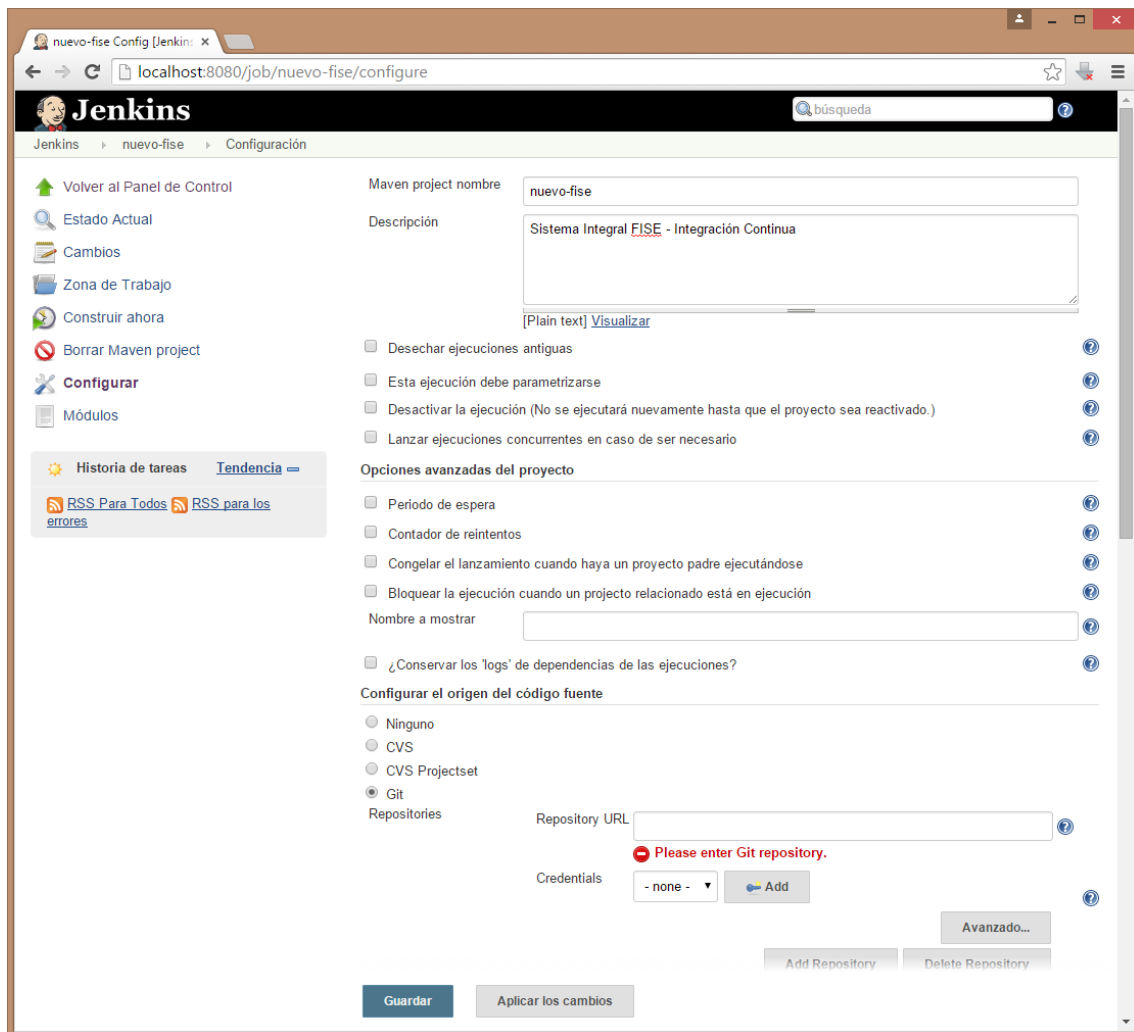 nuevo-fise Config [Jenkins
localhost:8080/job/nuevo-fise/configure
Jenkins
búsqueda
Jenkins nuevo-fise Configuración
Volver al Panel de Control
Estado Actual
Cambios
Zona de Trabajo
Construir ahora
Borrar Maven project
Configurar
Módulos
Historia de tareas Tendencia
RSS Para Todos RSS para los
errores
Maven project nombre nuevo-fise
Descripción Sistema Integral FISE - Integración Continua
[Plain text] Visualizar
Desechar ejecuciones antiguas
Esta ejecución debe parametrizarse
Desactivar la ejecución (No se ejecutará nuevamente hasta que el proyecto sea reactivado.)
Lanzar ejecuciones concurrentes en caso de ser necesario
Opciones avanzadas del proyecto
Periodo de espera
Contador de reintentos
Congelar el lanzamiento cuando haya un proyecto padre ejecutándose
Bloquear la ejecución cuando un projecto relacionado está en ejecución
Nombre a mostrar
¿Conservar los 'logs' de dependencias de las ejecuciones?
Configurar el origen del código fuente
Ninguno
CVS
CVS Projectset
Git
Repositories Repository URL
Please enter Git repository.
Credentials - none - Add
Avanzado...
Add Repository Delete Repository
Guardar Aplicar los cambios